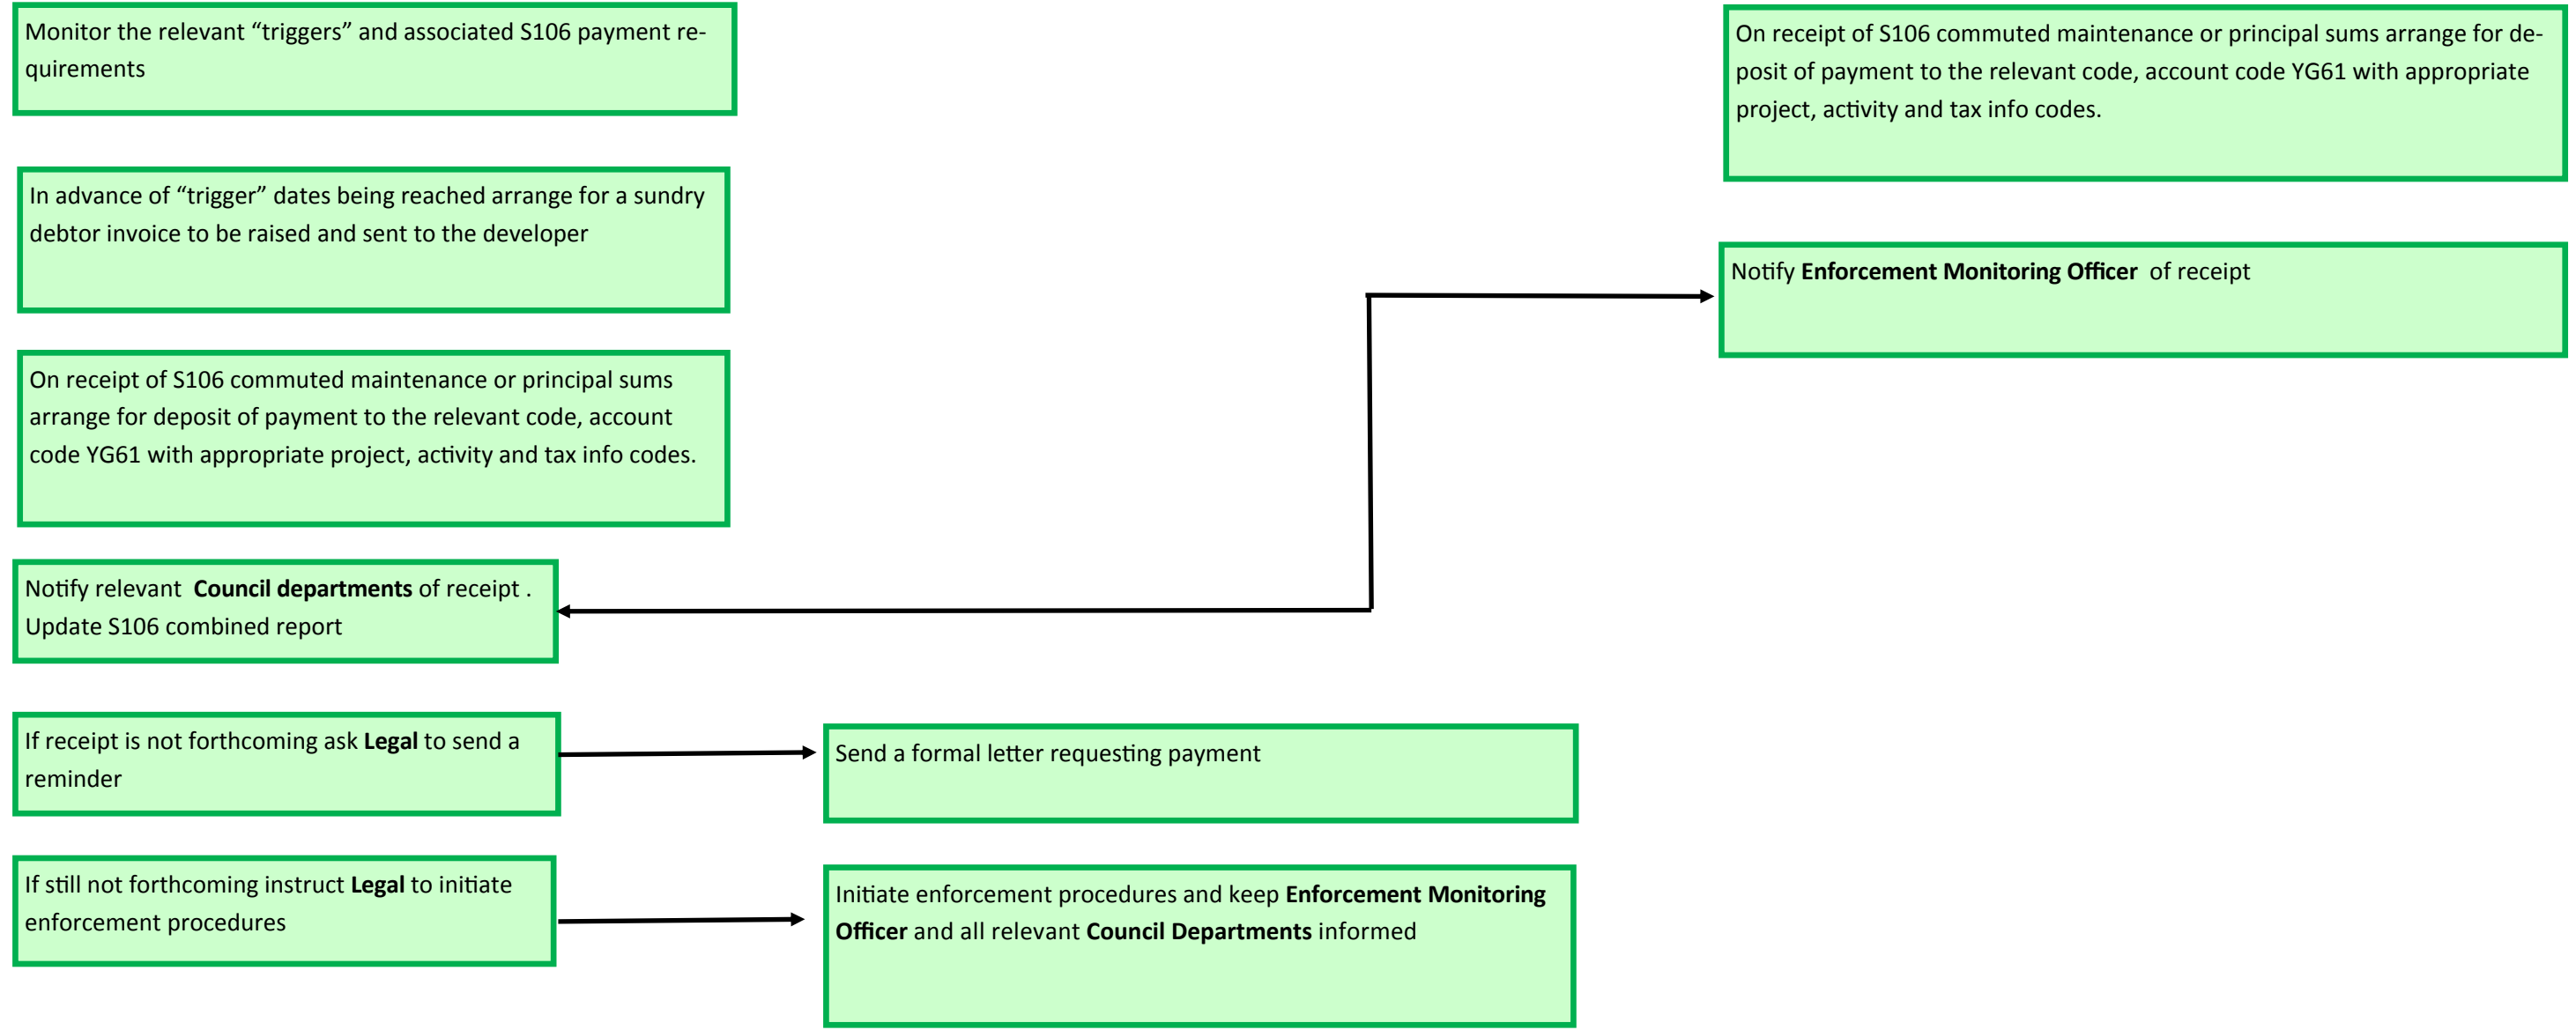 Monitor the relevant “triggers” and associated S106 payment re-
quirements
In advance of “trigger” dates being reached arrange for a sundry
debtor invoice to be raised and sent to the developer
On receipt of S106 commuted maintenance or principal sums
arrange for deposit of payment to the relevant code, account
code YG61 with appropriate project, activity and tax info codes.
Notify relevant Council departments of receipt .
Update S106 combined report
If receipt is not forthcoming ask Legal to send a
reminder
If still not forthcoming instruct Legal to initiate
enforcement procedures
Send a formal letter requesting payment
Initiate enforcement procedures and keep Enforcement Monitoring
Officer and all relevant Council Departments informed
On receipt of S106 commuted maintenance or principal sums arrange for de-
posit of payment to the relevant code, account code YG61 with appropriate
project, activity and tax info codes.
Notify Enforcement Monitoring Officer of receipt